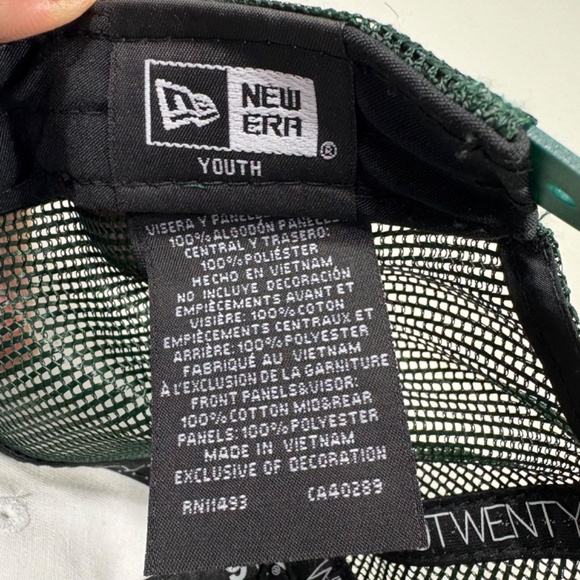 NEW
ERA
®
YOUTH
VISERA Y PANELES
100% ALGODÓN PANELES
CENTRAL Y TRASERO:
100% POLIÉSTER
HECHO EN VIETNAM
NO INCLUYE DECORACIÓN
EMPIÈCEMENTS AVANT ET
VISIÈRE: 100% COTON
EMPIÈCEMENTS CENTRAUX ET
ARRIÈRE: 100% POLYESTER
FABRIQUÉ AU VIETNAM
À L'EXCLUSION DE LA GARNITURE
FRONT PANELS&VISOR:
100% COTTON MID&REAR
PANELS: 100% POLYESTER
MADE IN VIETNAM
EXCLUSIVE OF DECORATION
RN11493 CA40289
TWENTY